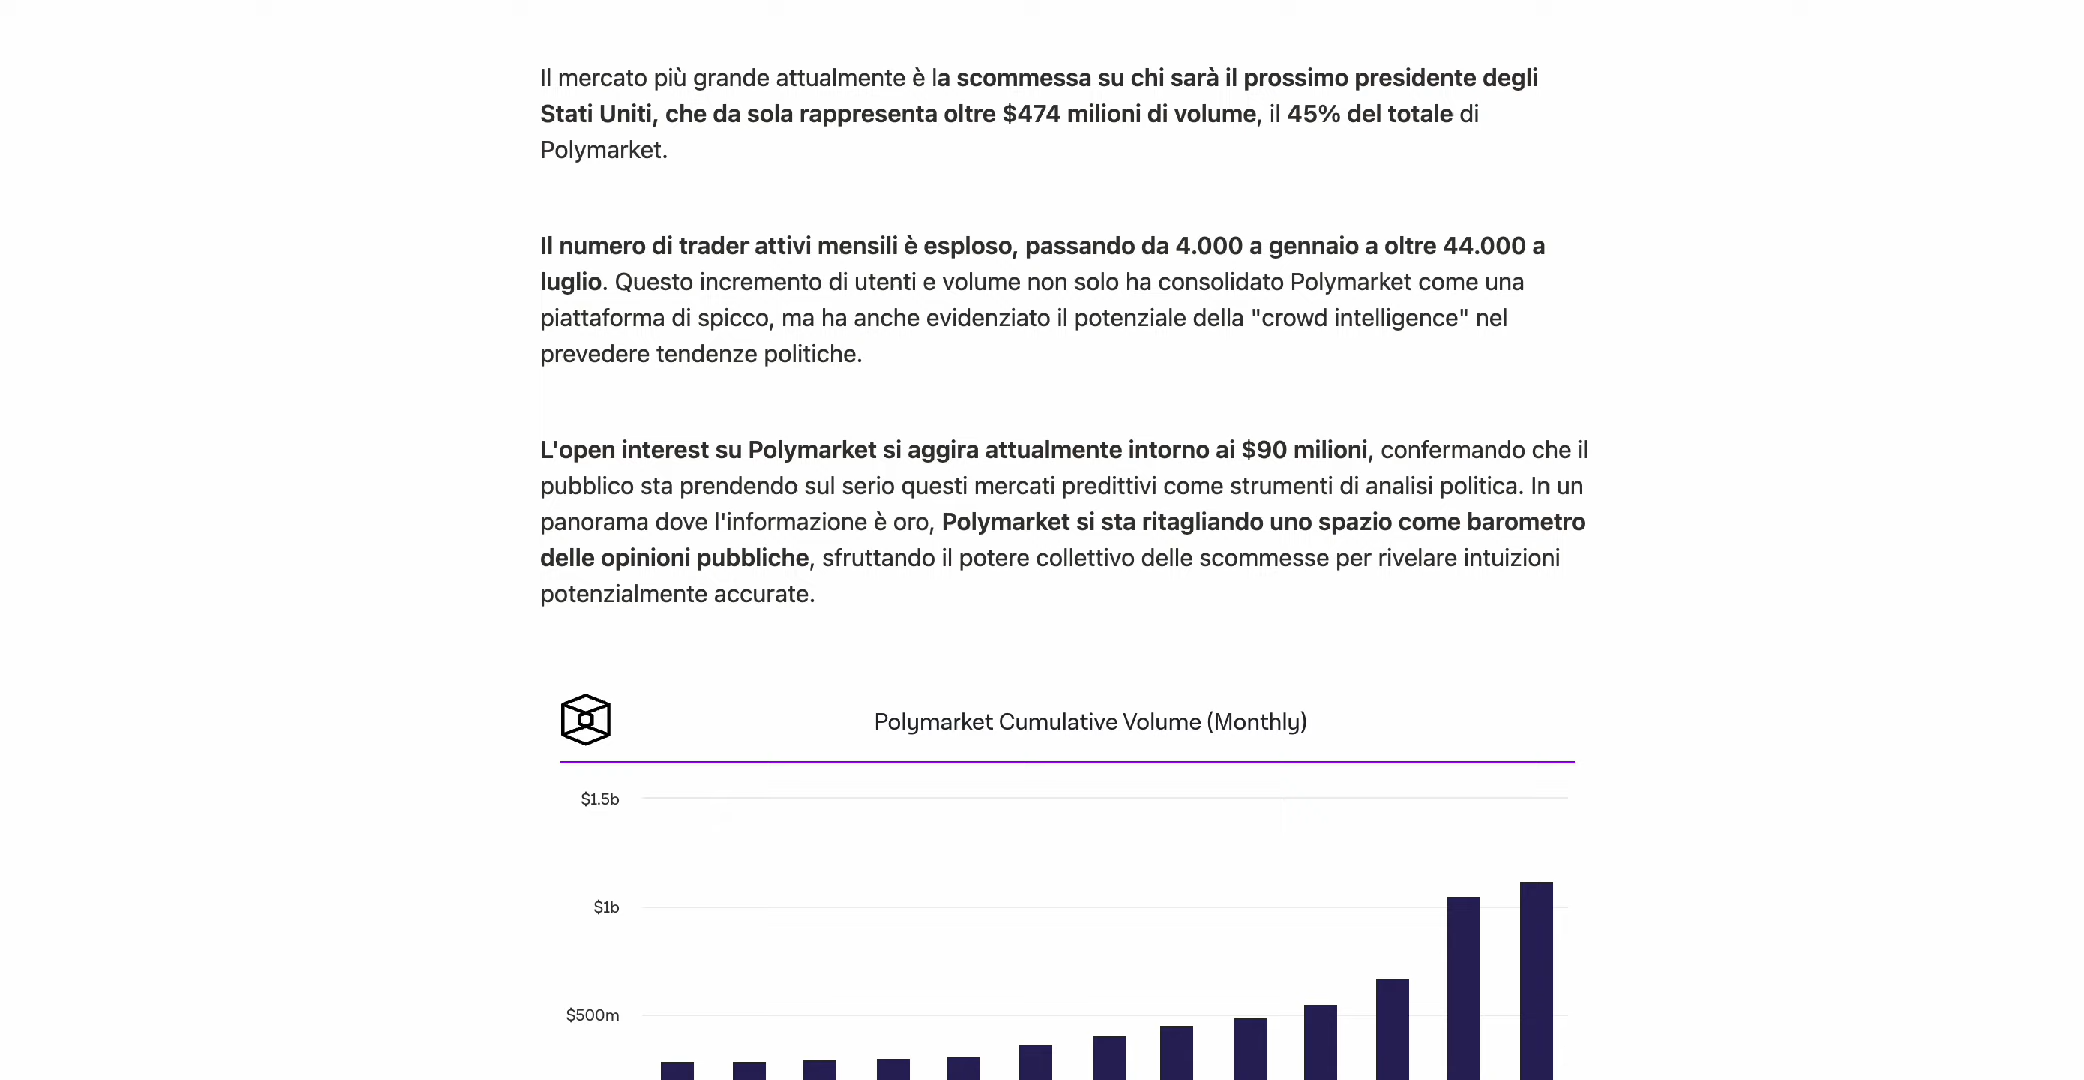 Il mercato più grande attualmente è la scommessa su chi sarà il prossimo presidente degli
Stati Uniti, che da sola rappresenta oltre $474 milioni di volume, il 45% del totale di
Polymarket.
Il numero di trader attivi mensili è esploso, passando da 4.000 a gennaio a oltre 44.000 a
luglio. Questo incremento di utenti e volume non solo ha consolidato Polymarket come una
piattaforma di spicco, ma ha anche evidenziato il potenziale della "crowd intelligence" nel
prevedere tendenze politiche.
L'open interest su Polymarket si aggira attualmente intorno ai $90 milioni, confermando che il
pubblico sta prendendo sul serio questi mercati predittivi come strumenti di analisi politica. In un
panorama dove l'informazione è oro, Polymarket si sta ritagliando uno spazio come barometro
delle opinioni pubbliche, sfruttando il potere collettivo delle scommesse per rivelare intuizioni
potenzialmente accurate.
Polymarket Cumulative Volume (Monthly)
$1.5b
$1b
$500m